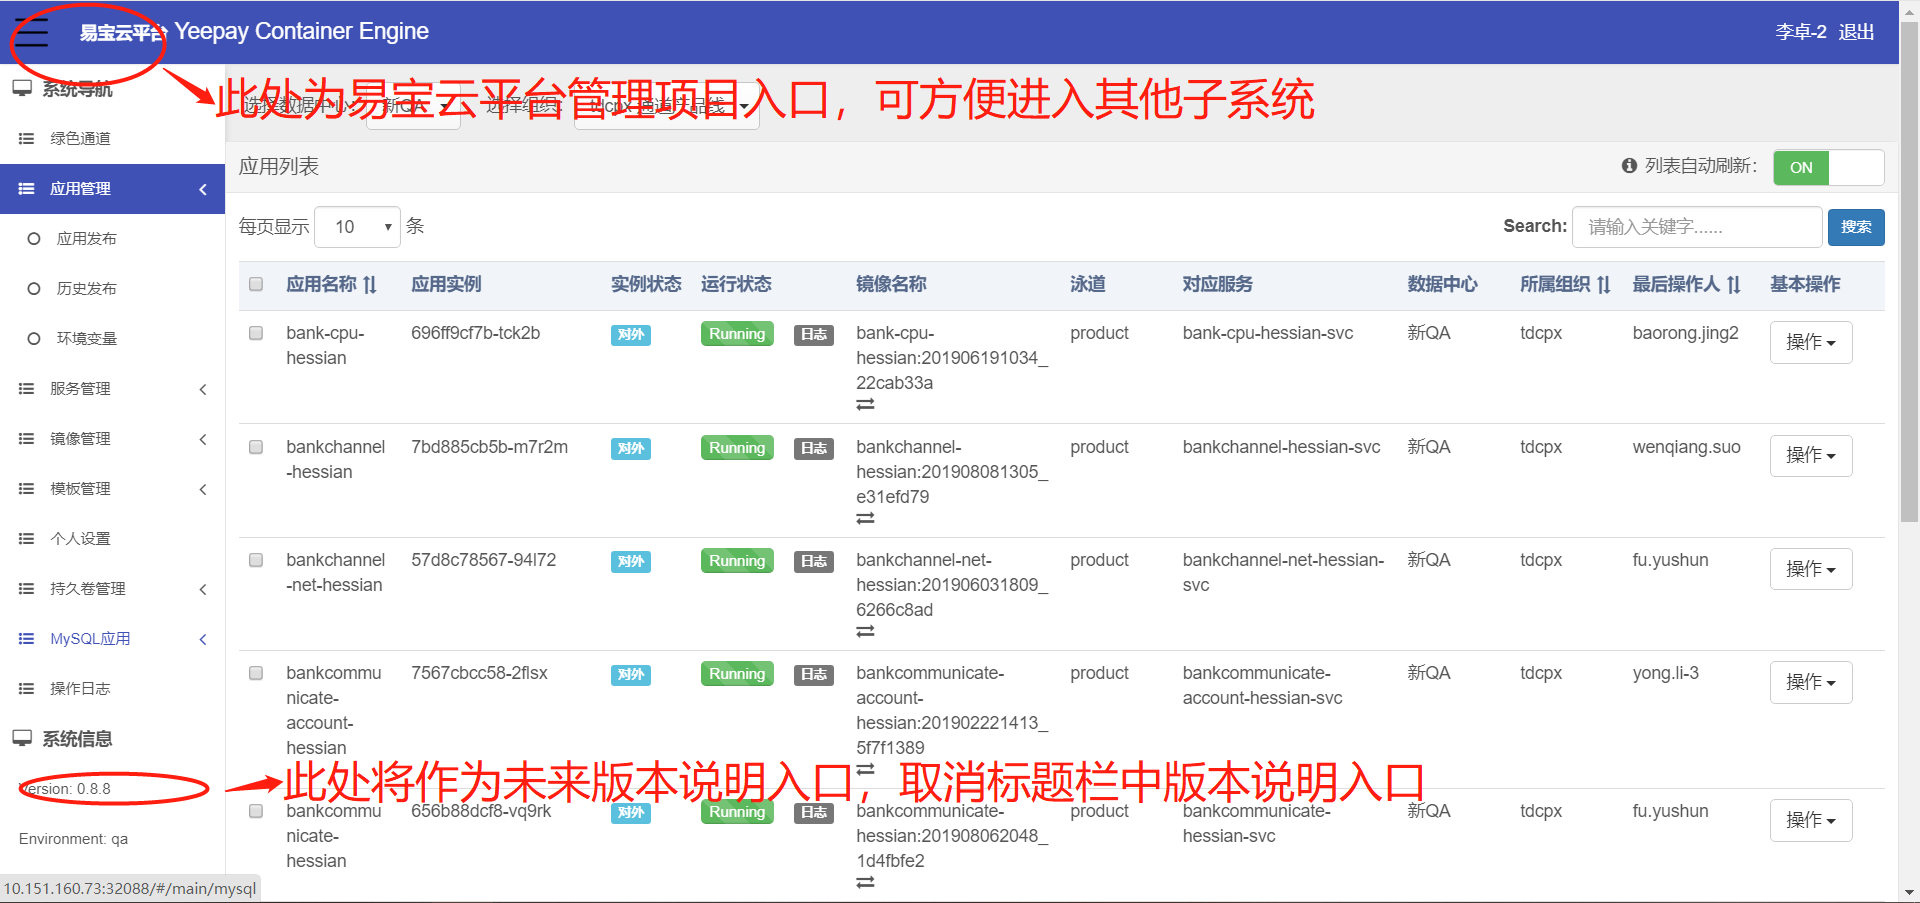 易宝云平台 Yeepay Container Engine
李卓-2 退出
系统导航
此处为易宝云平台管理项目入口，可方便进入其他子系统
选择数据中心: 新QA 选择组织: tdcpx 通道产品线
绿色通道
应用管理
应用发布
历史发布
环境变量
服务管理
镜像管理
模板管理
个人设置
持久卷管理
MySQL应用
操作日志
系统信息
Version: 0.8.8
Environment: qa
10.151.160.73:32088/#/main/mysql
应用列表
列表自动刷新: ON
每页显示 10 条
Search: 请输入关键字...... 搜索
应用名称 应用实例 实例状态 运行状态 镜像名称 泳道 对应服务 数据中心 所属组织 最后操作人 基本操作
bank-cpu- 696ff9cf7b-tck2b 对外 Running 日志 bank-cpu- product bank-cpu-hessian-svc 新QA tdcpx baorong.jing2 操作
hessian hessian:201906191034_
22cab33a
bankchannel 7bd885cb5b-m7r2m 对外 Running 日志 bankchannel- product bankchannel-hessian-svc 新QA tdcpx wenqiang.suo 操作
-hessian hessian:201908081305_
e31efd79
bankchannel 57d8c78567-94l72 对外 Running 日志 bankchannel-net- product bankchannel-net-hessian- 新QA tdcpx fu.yushun 操作
-net-hessian hessian:201906031809_ svc
6266c8ad
bankcommu 7567cbcc58-2flsx 对外 Running 日志 bankcommunicate- product bankcommunicate- 新QA tdcpx yong.li-3 操作
nicate- account- account-hessian-svc
account- hessian:201902221413_
hessian 5f7f1389
此处将作为未来版本说明入口，取消标题栏中版本说明入口
bankcommu 656b88dcf8-vq9rk 对外 Running 日志 bankcommunicate- product bankcommunicate- 新QA tdcpx fu.yushun 操作
nicate- hessian:201908062048_ hessian-svc
hessian 1d4fbfe2